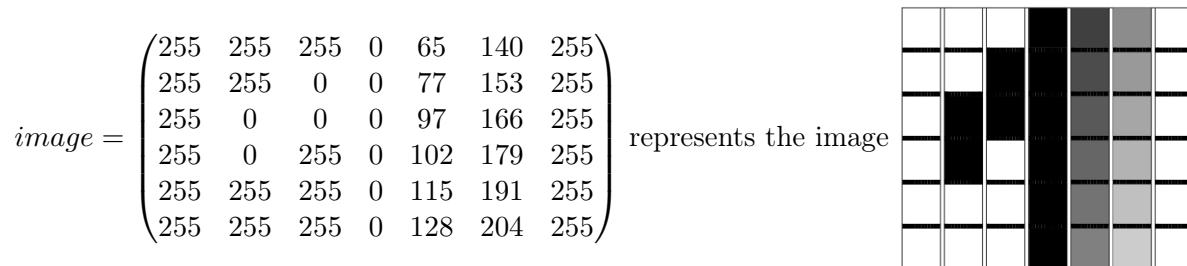 255 255 255 0 65 140 255
255 255 0 0 77 153 255
255 0 0 0 97 166 255
image = represents the image
255 0 255 0 102 179 255
255 255 255 0 115 191 255
255 255 255 0 128 204 255